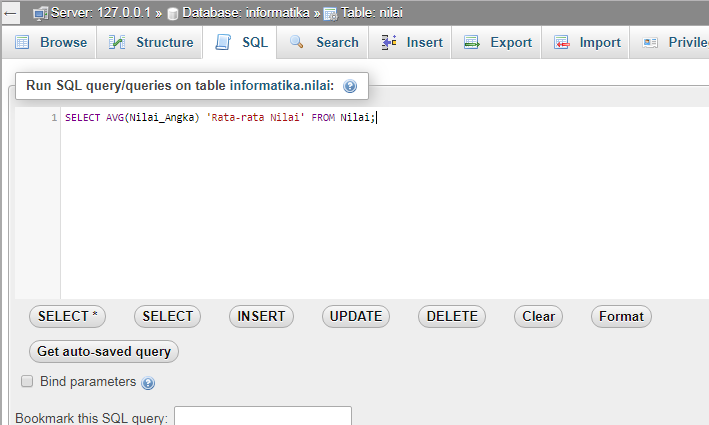 Server: 127.0.0.1 » Database: informatika » Table: nilai
Browse Structure SQL Search Insert Export Import
Run SQL query/queries on table informatika.nilai:
1 SELECT AVG(Nilai_Angka) 'Rata-rata Nilai' FROM Nilai;
SELECT * SELECT INSERT UPDATE DELETE Clear Format
Get auto-saved query
Bind parameters
Bookmark this SQL query: